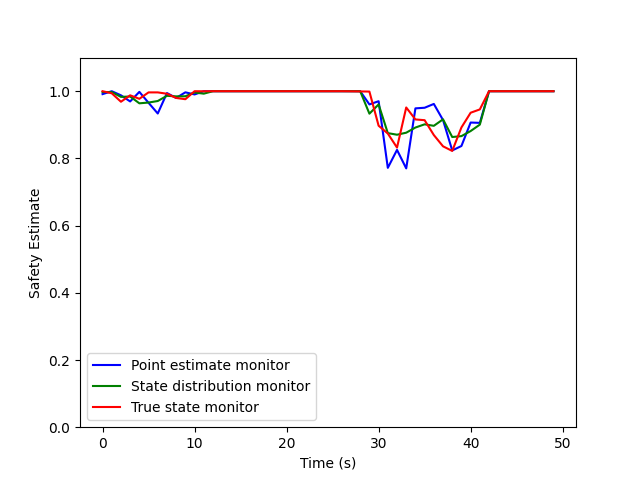 1.0
0.8
0.6
0.4
0.2
0.0
Safety Estimate
Point estimate monitor
State distribution monitor
True state monitor
0 10 20 30 40 50
Time (s)